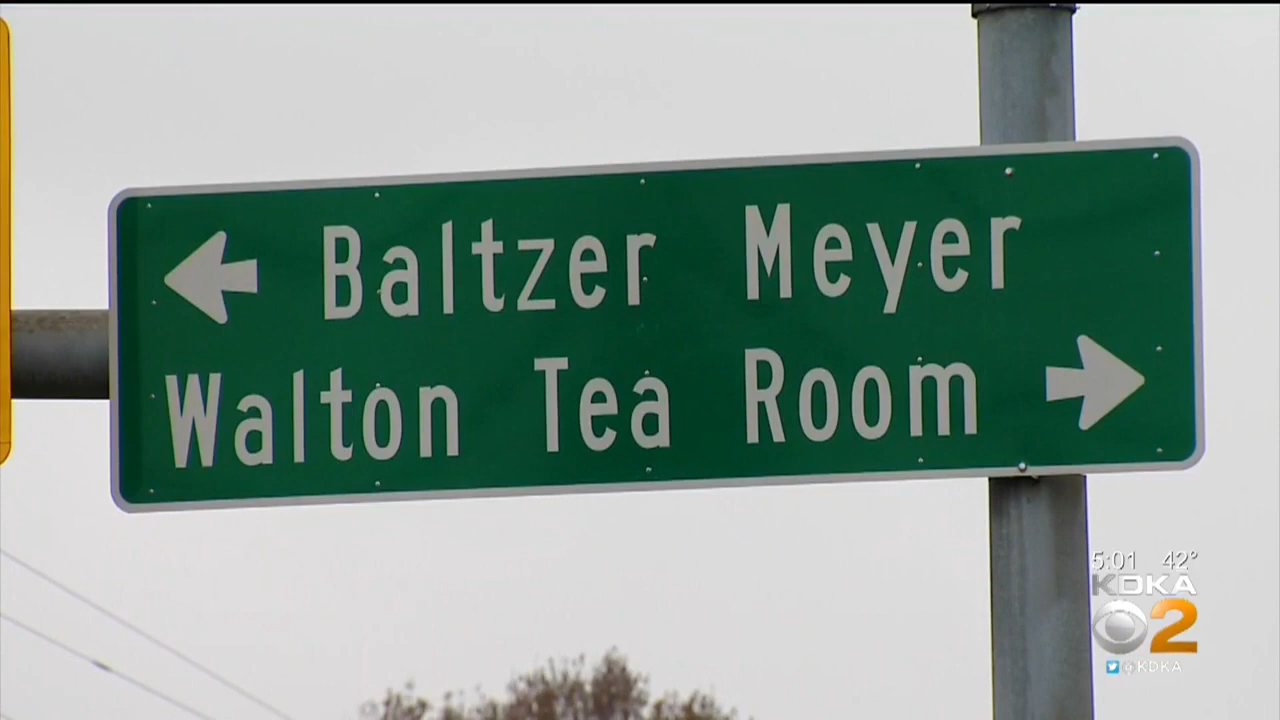 Baltzer Meyer
Walton Tea Room
5:01 42°
KDKA
2
@KDKA